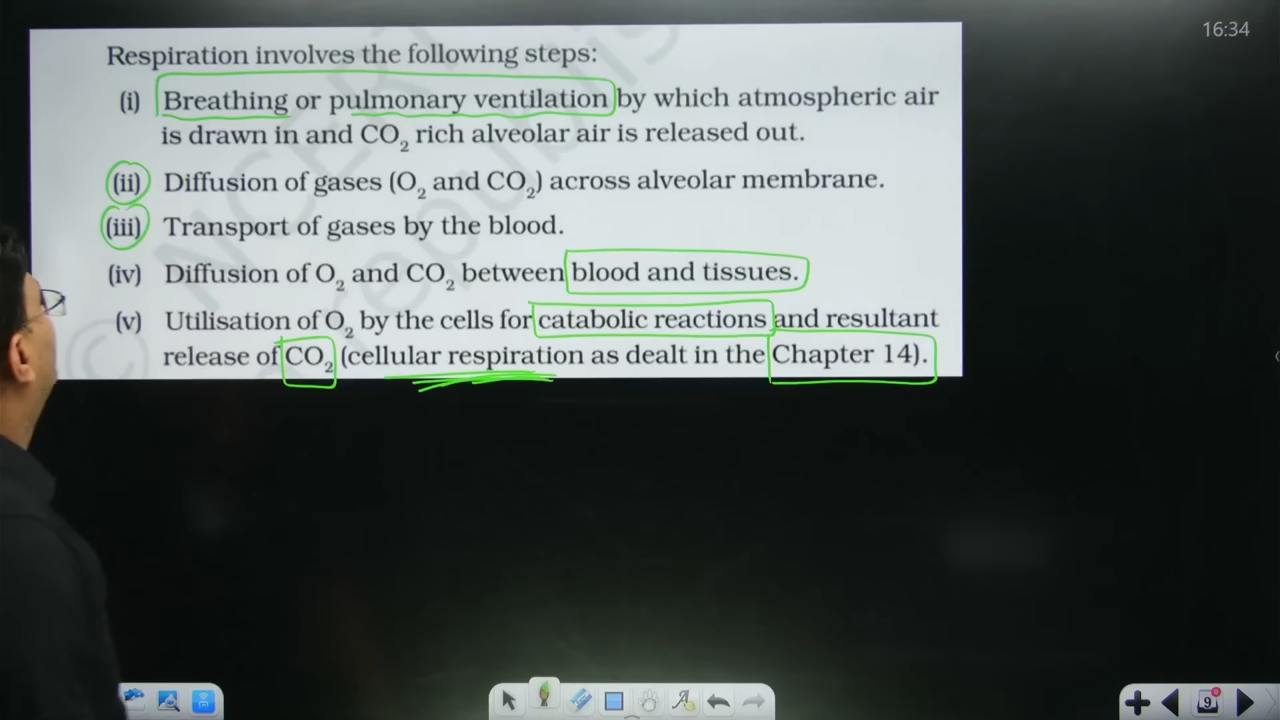 16:34
Respiration involves the following steps:
(i) Breathing or pulmonary ventilation by which atmospheric air
is drawn in and CO₂ rich alveolar air is released out.
(ii) Diffusion of gases (O₂ and CO₂) across alveolar membrane.
(iii) Transport of gases by the blood.
(iv) Diffusion of O₂ and CO₂ between blood and tissues.
(v) Utilisation of O₂ by the cells for catabolic reactions and resultant
release of CO₂ (cellular respiration as dealt in the Chapter 14).
9